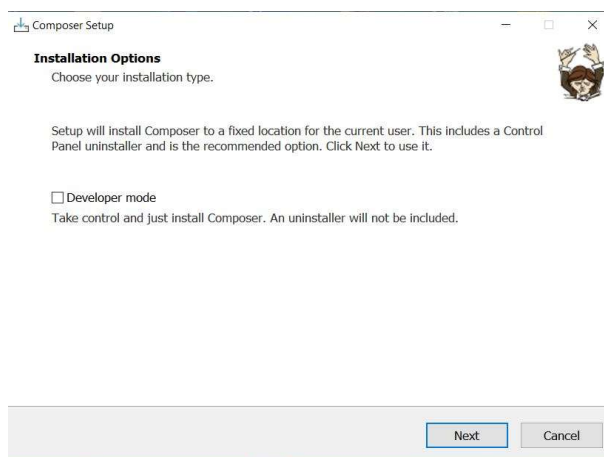 Composer Setup
Installation Options
Choose your installation type.
Setup will install Composer to a fixed location for the current user. This includes a Control
Panel uninstaller and is the recommended option. Click Next to use it.
Developer mode
Take control and just install Composer. An uninstaller will not be included.
Next Cancel